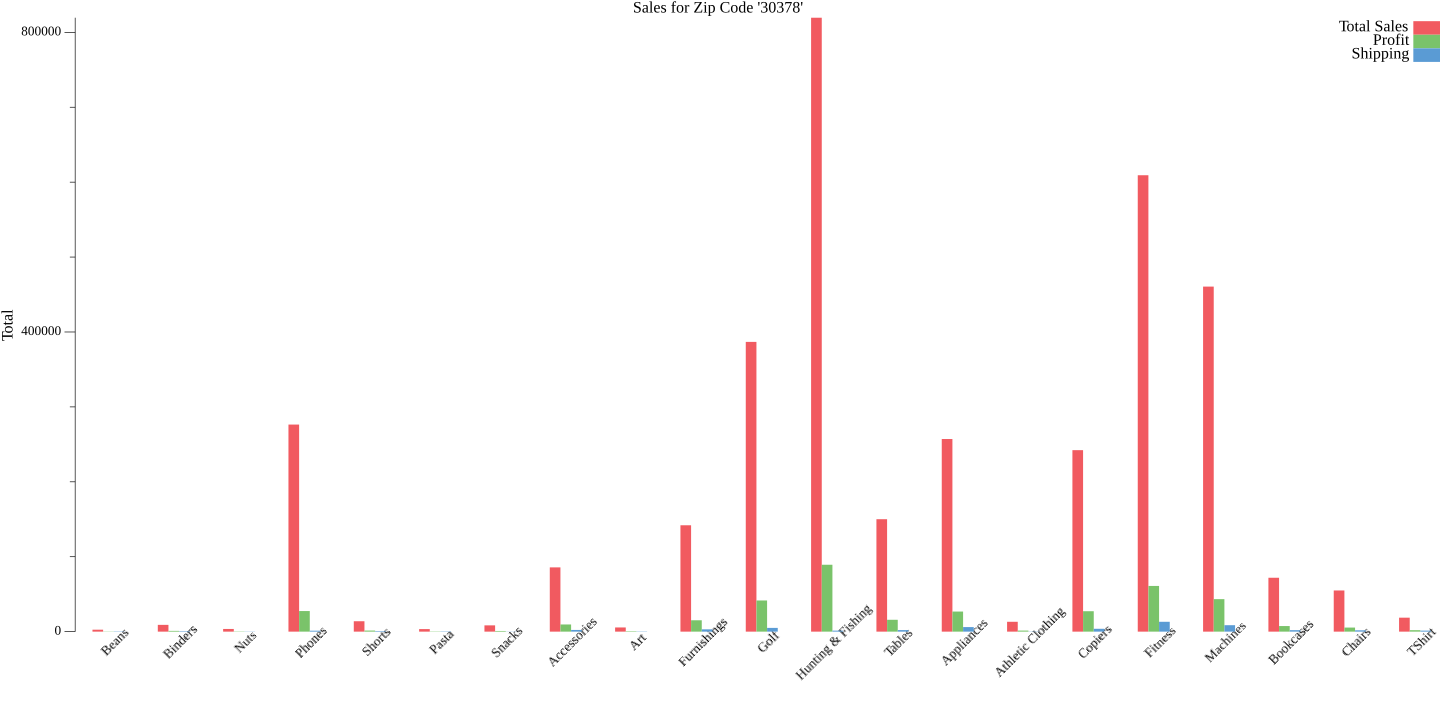 Sales for Zip Code '30378'
800000
400000
0
Total
Total Sales
Profit
Shipping
Beans
Binders
Nuts
Phones
Shorts
Pasta
Snacks
Accessories
Art
Furnishings
Golf
Hunting & Fishing
Tables
Appliances
Athletic Clothing
Copiers
Fitness
Machines
Bookcases
Chairs
TShirt